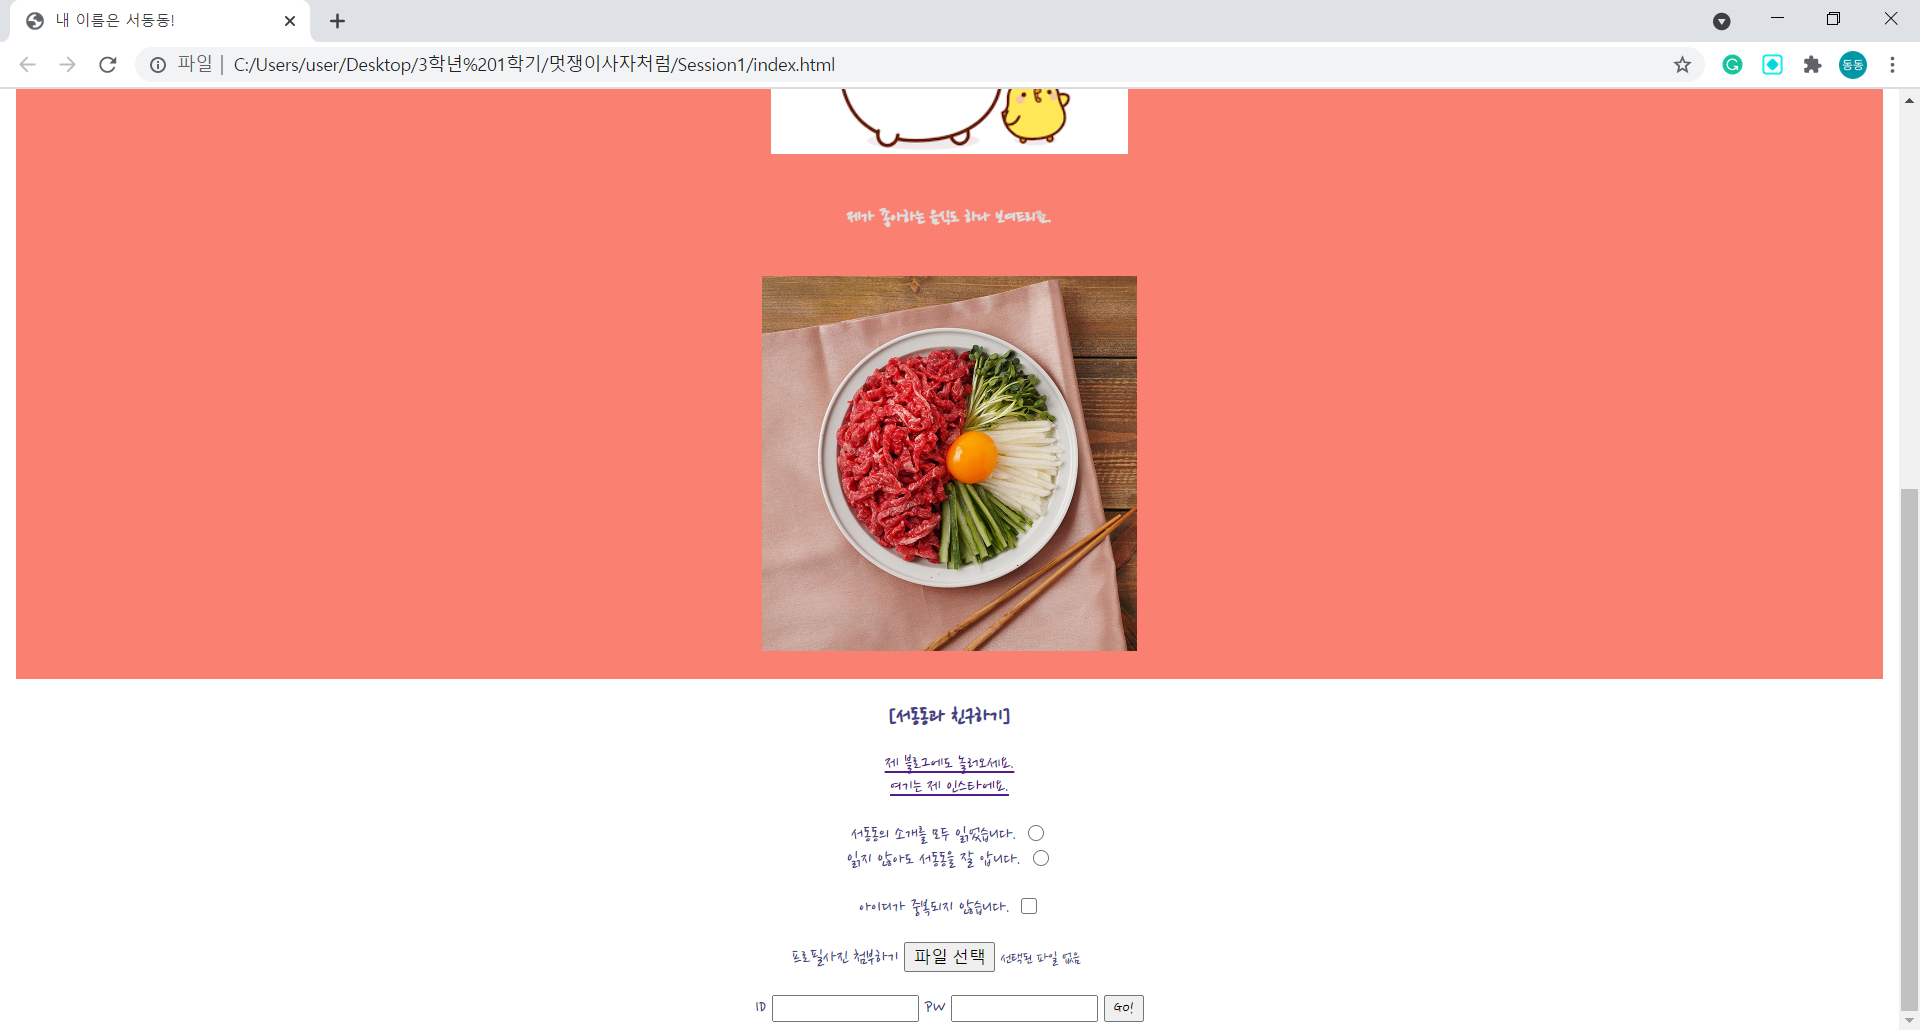 내 이름은 서동동!
파일 | C:/Users/user/Desktop/3학년%201학기/멋쟁이사자처럼/Session1/index.html
동동
제가 좋아하는 음식도 하나 보여드리죠.
[서동동과 친구하기]
제 블로그에도 놀러오세요.
여기는 제 인스타에요.
서동동의 소개를 모두 읽었습니다.
읽지 않아도 서동동을 잘 압니다.
아이디가 중복되지 않습니다.
프로필사진 첨부하기 파일 선택 선택된 파일 없음
ID PW Go!